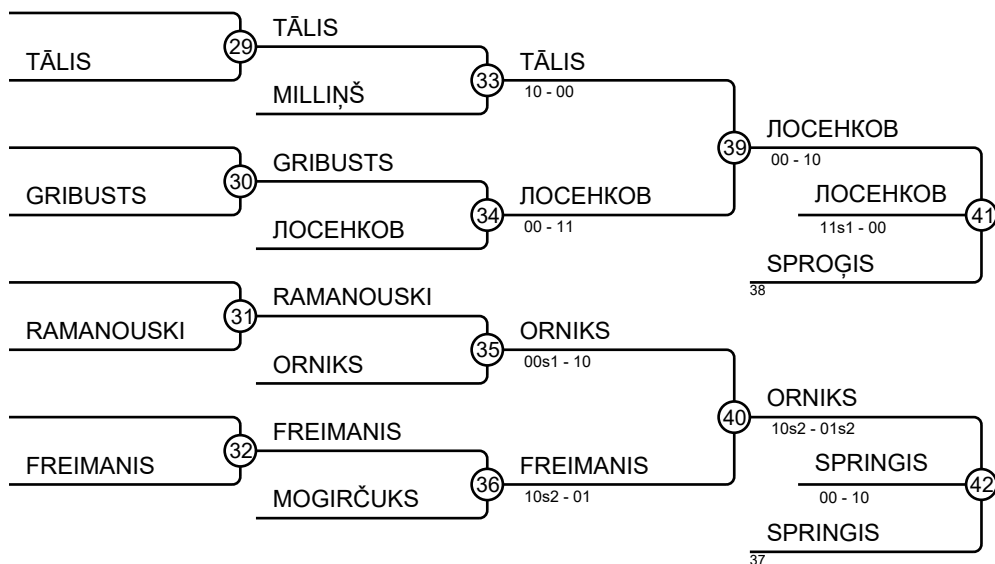 TĀLIS
29
TĀLIS
MILLIŅŠ
33
TĀLIS
10 - 00
GRIBUSTS
30
GRIBUSTS
ЛОСЕНКОВ
34
ЛОСЕНКОВ
00 - 11
39
ЛОСЕНКОВ
00 - 10
ЛОСЕНКОВ
11s1 - 00
41
SPROĢIS
38
RAMANOUSKI
31
RAMANOUSKI
ORNIKS
35
ORNIKS
00s1 - 10
FREIMANIS
32
FREIMANIS
MOGIRČUKS
36
FREIMANIS
10s2 - 01
40
ORNIKS
10s2 - 01s2
SPRINGIS
00 - 10
42
SPRINGIS
37